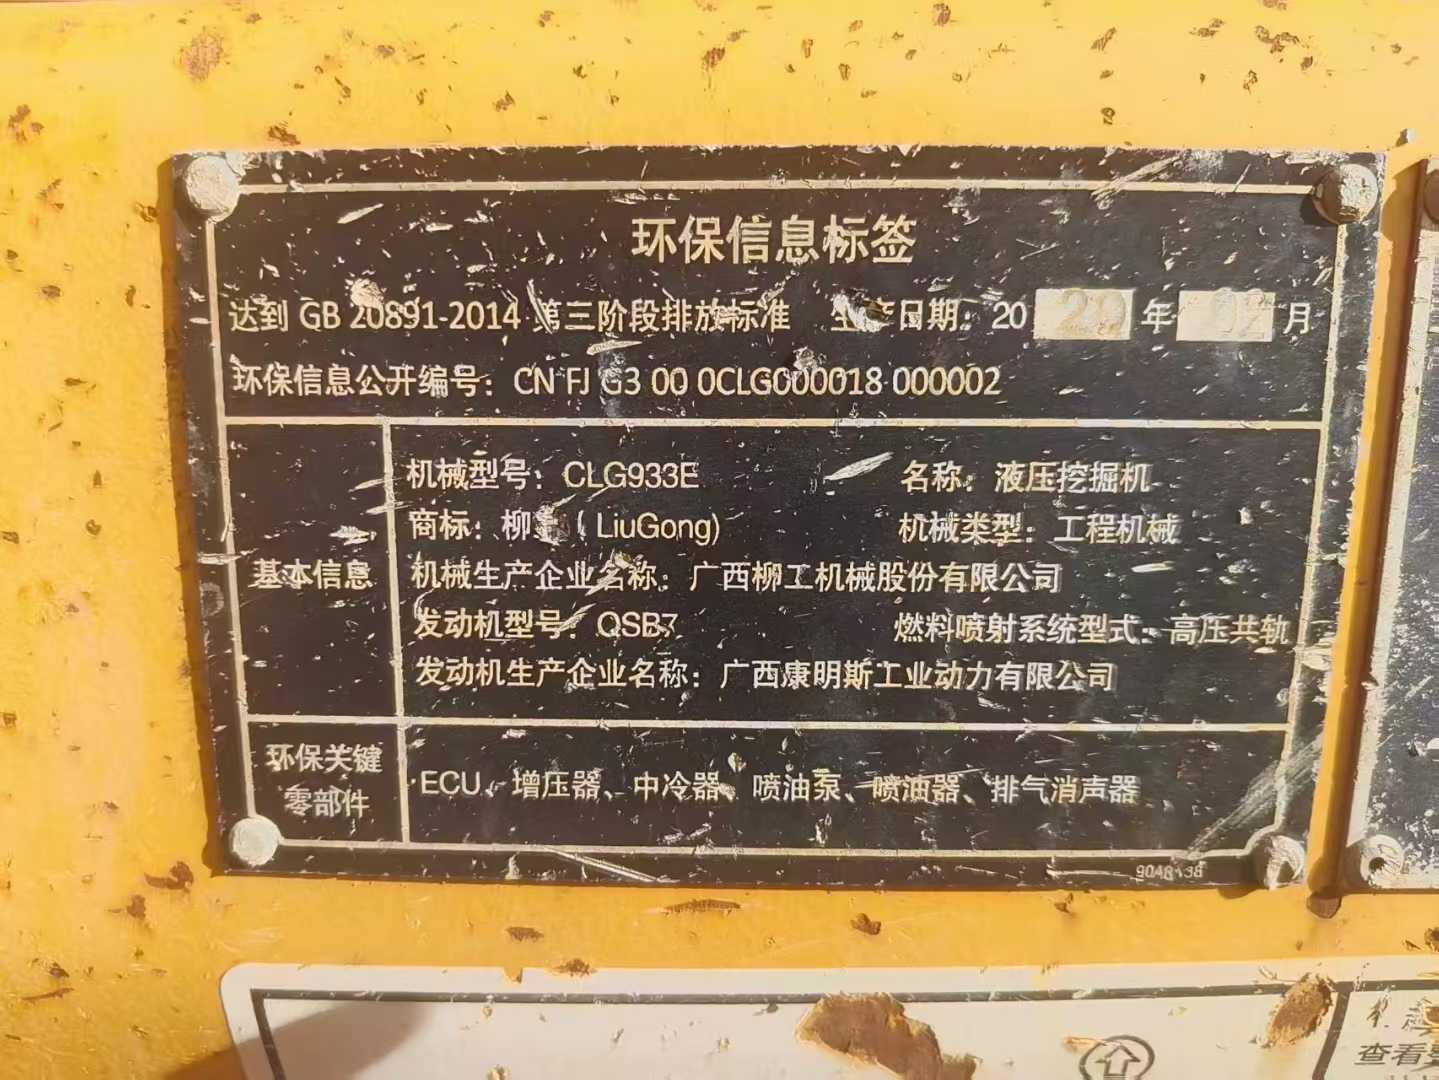 环保信息标签
达到 GB 20891-2014 第三阶段排放标准 生产日期: 20 20 年 02 月
环保信息公开编号: CN FJ G3 00 0CLG000018 000002
机械型号: CLG933E 名称: 液压挖掘机
商标: 柳工 (LiuGong) 机械类型: 工程机械
基本信息
机械生产企业名称: 广西柳工机械股份有限公司
发动机型号: QSB7 燃料喷射系统型式: 高压共轨
发动机生产企业名称: 广西康明斯工业动力有限公司
环保关键
零部件
ECU、增压器、中冷器、喷油泵、喷油器、排气消声器
查看